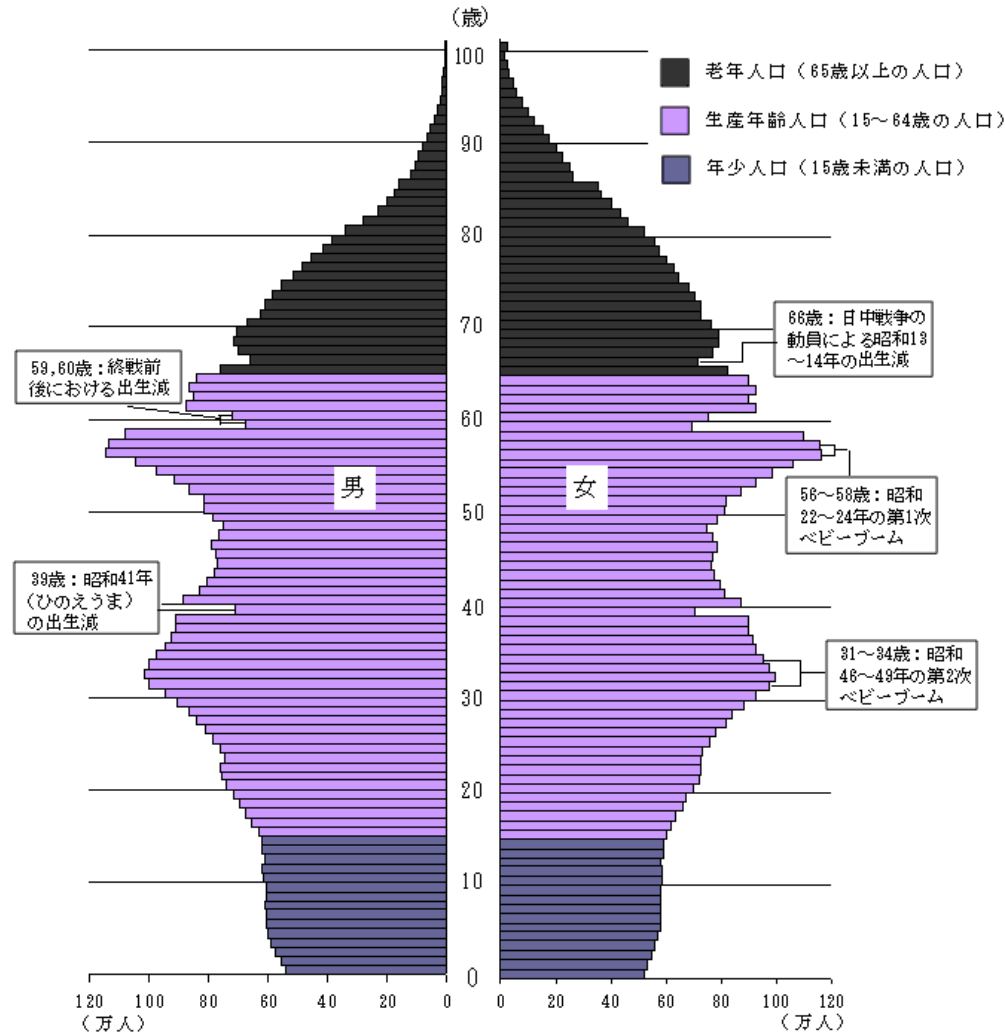 (歳)
100
90
80
70
60
50
40
30
20
10
0
老年人口(65歳以上の人口)
生産年齢人口(15〜64歳の人口)
年少人口(15歳未満の人口)
66歳:日中戦争の
動員による昭和13
〜14年の出生減
59,60歳:終戦前
後における出生減
男
女
56〜58歳:昭和
22〜24年の第1次
ベビーブーム
39歳:昭和41年
(ひのえうま)
の出生減
31〜34歳:昭和
46〜49年の第2次
ベビーブーム
120 100 80 60 40 20 0
(万人)
0 20 40 60 80 100 120
(万人)